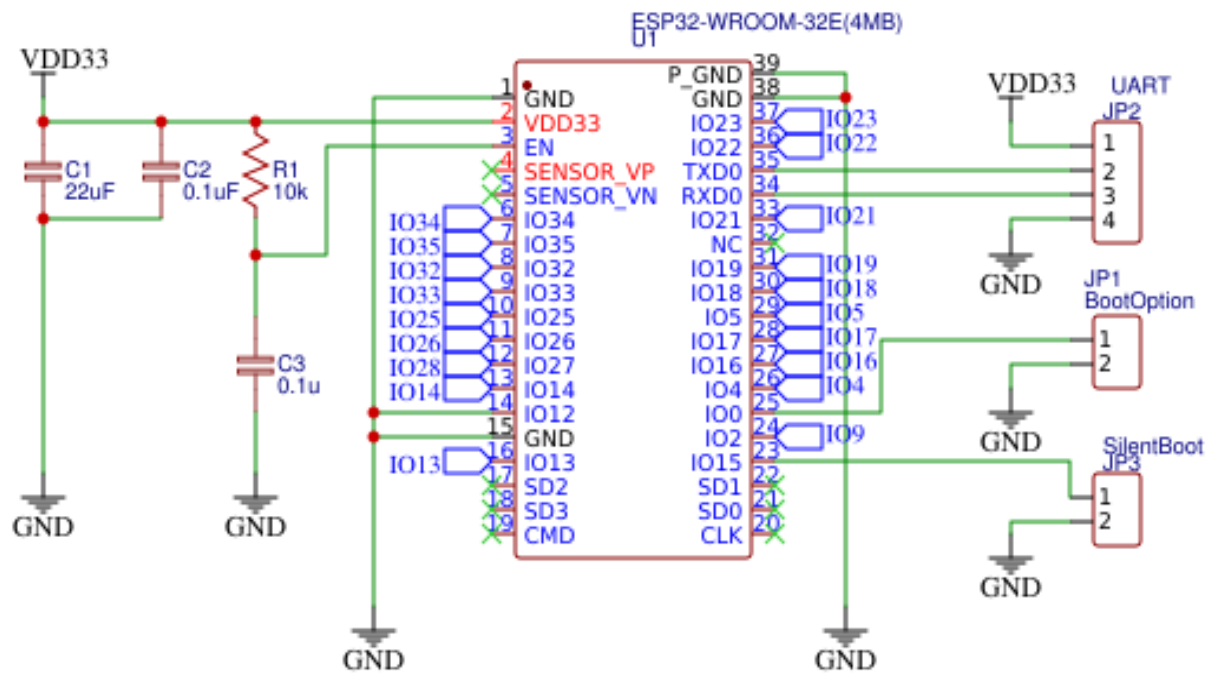 ESP32-WROOM-32E(4MB)
U1
VDD33
C1
22uF
C2
0.1uF
R1
10k
C3
0.1u
GND
GND
1 GND
2 VDD33
3 EN
4 SENSOR_VP
5 SENSOR_VN
IO34 6 IO34
IO35 7 IO35
IO32 8 IO32
IO33 9 IO33
IO25 10 IO25
IO26 11 IO26
IO28 12 IO27
IO14 13 IO14
14 IO12
15 GND
IO13 16 IO13
17 SD2
18 SD3
19 CMD
GND
P_GND 39
GND 38
IO23 37 IO23
IO22 36 IO22
TXD0 35
RXD0 34
IO21 33 IO21
NC 32
IO19 31 IO19
IO18 30 IO18
IO5 29 IO5
IO17 28 IO17
IO16 27 IO16
IO4 26 IO4
IO0 25
IO2 24 IO9
IO15 23
SD1 22
SD0 21
CLK 20
GND
VDD33
UART
JP2
1
2
3
4
GND
JP1
BootOption
1
2
GND
SilentBoot
JP3
1
2
GND